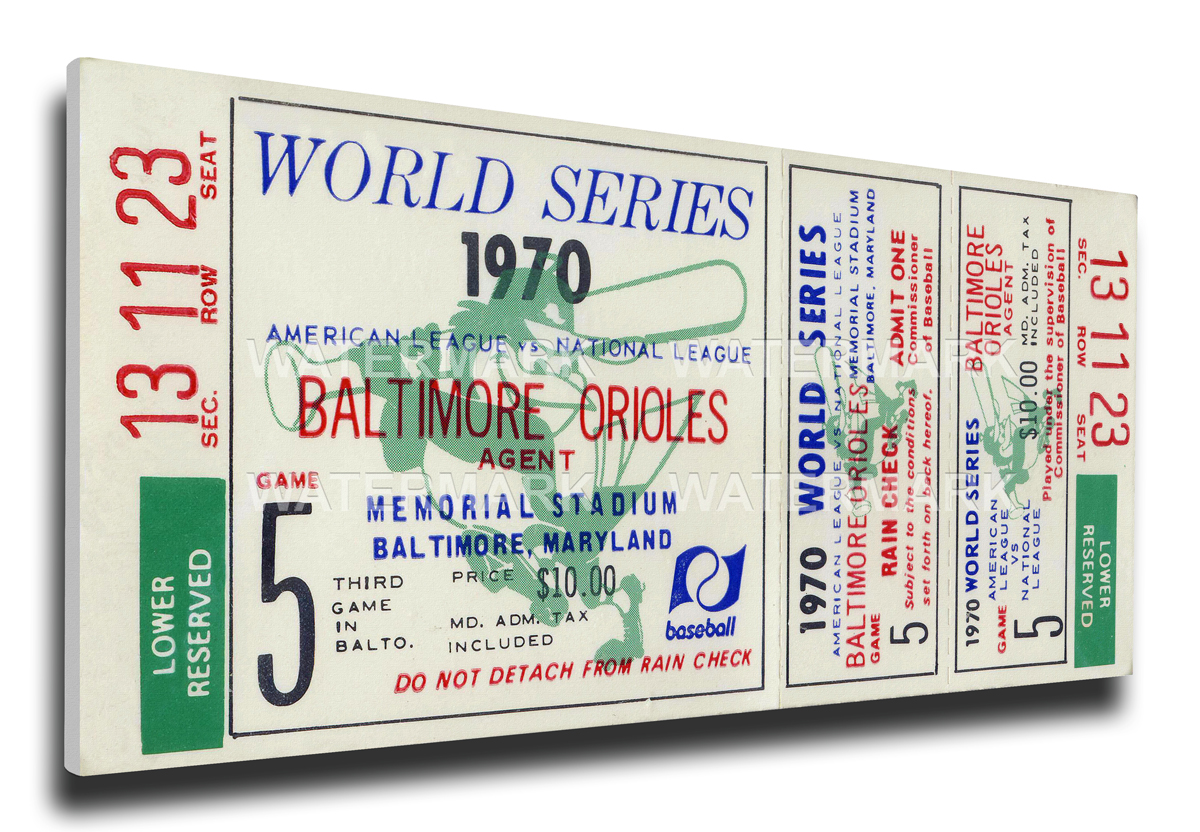 13 11 23
SEC. ROW SEAT
LOWER
RESERVED
WORLD SERIES
1970
AMERICAN LEAGUE VS NATIONAL LEAGUE
BALTIMORE ORIOLES
AGENT
MEMORIAL STADIUM
BALTIMORE, MARYLAND
GAME
5
THIRD
GAME
IN
BALTO.
PRICE $10.00
MD. ADM. TAX
INCLUDED
baseball
DO NOT DETACH FROM RAIN CHECK
1970 WORLD SERIES
AMERICAN LEAGUE VS NATIONAL LEAGUE
BALTIMORE ORIOLES
MEMORIAL STADIUM
BALTIMORE, MARYLAND
GAME
5
RAIN CHECK ADMIT ONE
Subject to the conditions Commissioner
set forth on back hereof. of Baseball
1970 WORLD SERIES
AMERICAN
LEAGUE
VS
NATIONAL
LEAGUE
GAME
5
BALTIMORE
ORIOLES
AGENT
$10.00 MD. ADM. TAX
INCLUDED
Played under the supervision of
Commissioner of Baseball
SEC. ROW SEAT
13 11 23
LOWER
RESERVED
WATERMARK WATERMARK
WATERMARK WATERMARK